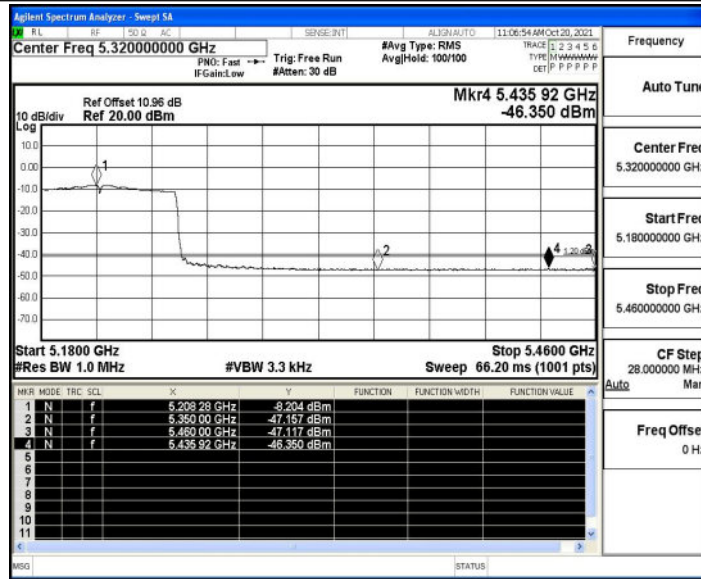 Agilent Spectrum Analyzer - Swept SA
RL RF 50 Ω AC SENSE:INT ALIGNAUTO 11:06:54 AM Oct 20, 2021
Center Freq 5.320000000 GHz
PNO: Fast
IFGain:Low
Trig: Free Run
#Atten: 30 dB
#Avg Type: RMS
Avg|Hold: 100/100
TRACE 1 2 3 4 5 6
TYPE M WWWWW
DET P P P P P P
Frequency
Auto Tune
Center Freq
5.320000000 GHz
Start Freq
5.180000000 GHz
Stop Freq
5.460000000 GHz
CF Step
28.000000 MHz
Auto Man
Freq Offset
0 Hz
Ref Offset 10.96 dB
10 dB/div Ref 20.00 dBm
Log
Mkr4 5.435 92 GHz
-46.350 dBm
10.0
0.00
-10.0
-20.0
-30.0
-40.0
-50.0
-60.0
-70.0
1
2
4
3
Start 5.1800 GHz Stop 5.4600 GHz
#Res BW 1.0 MHz #VBW 3.3 kHz Sweep 66.20 ms (1001 pts)
MKR MODE TRC SCL X Y FUNCTION FUNCTION WIDTH FUNCTION VALUE
1 N f 5.208 28 GHz -8.204 dBm
2 N f 5.350 00 GHz -47.157 dBm
3 N f 5.460 00 GHz -47.117 dBm
4 N f 5.435 92 GHz -46.350 dBm
5
6
7
8
9
10
11
MSG STATUS